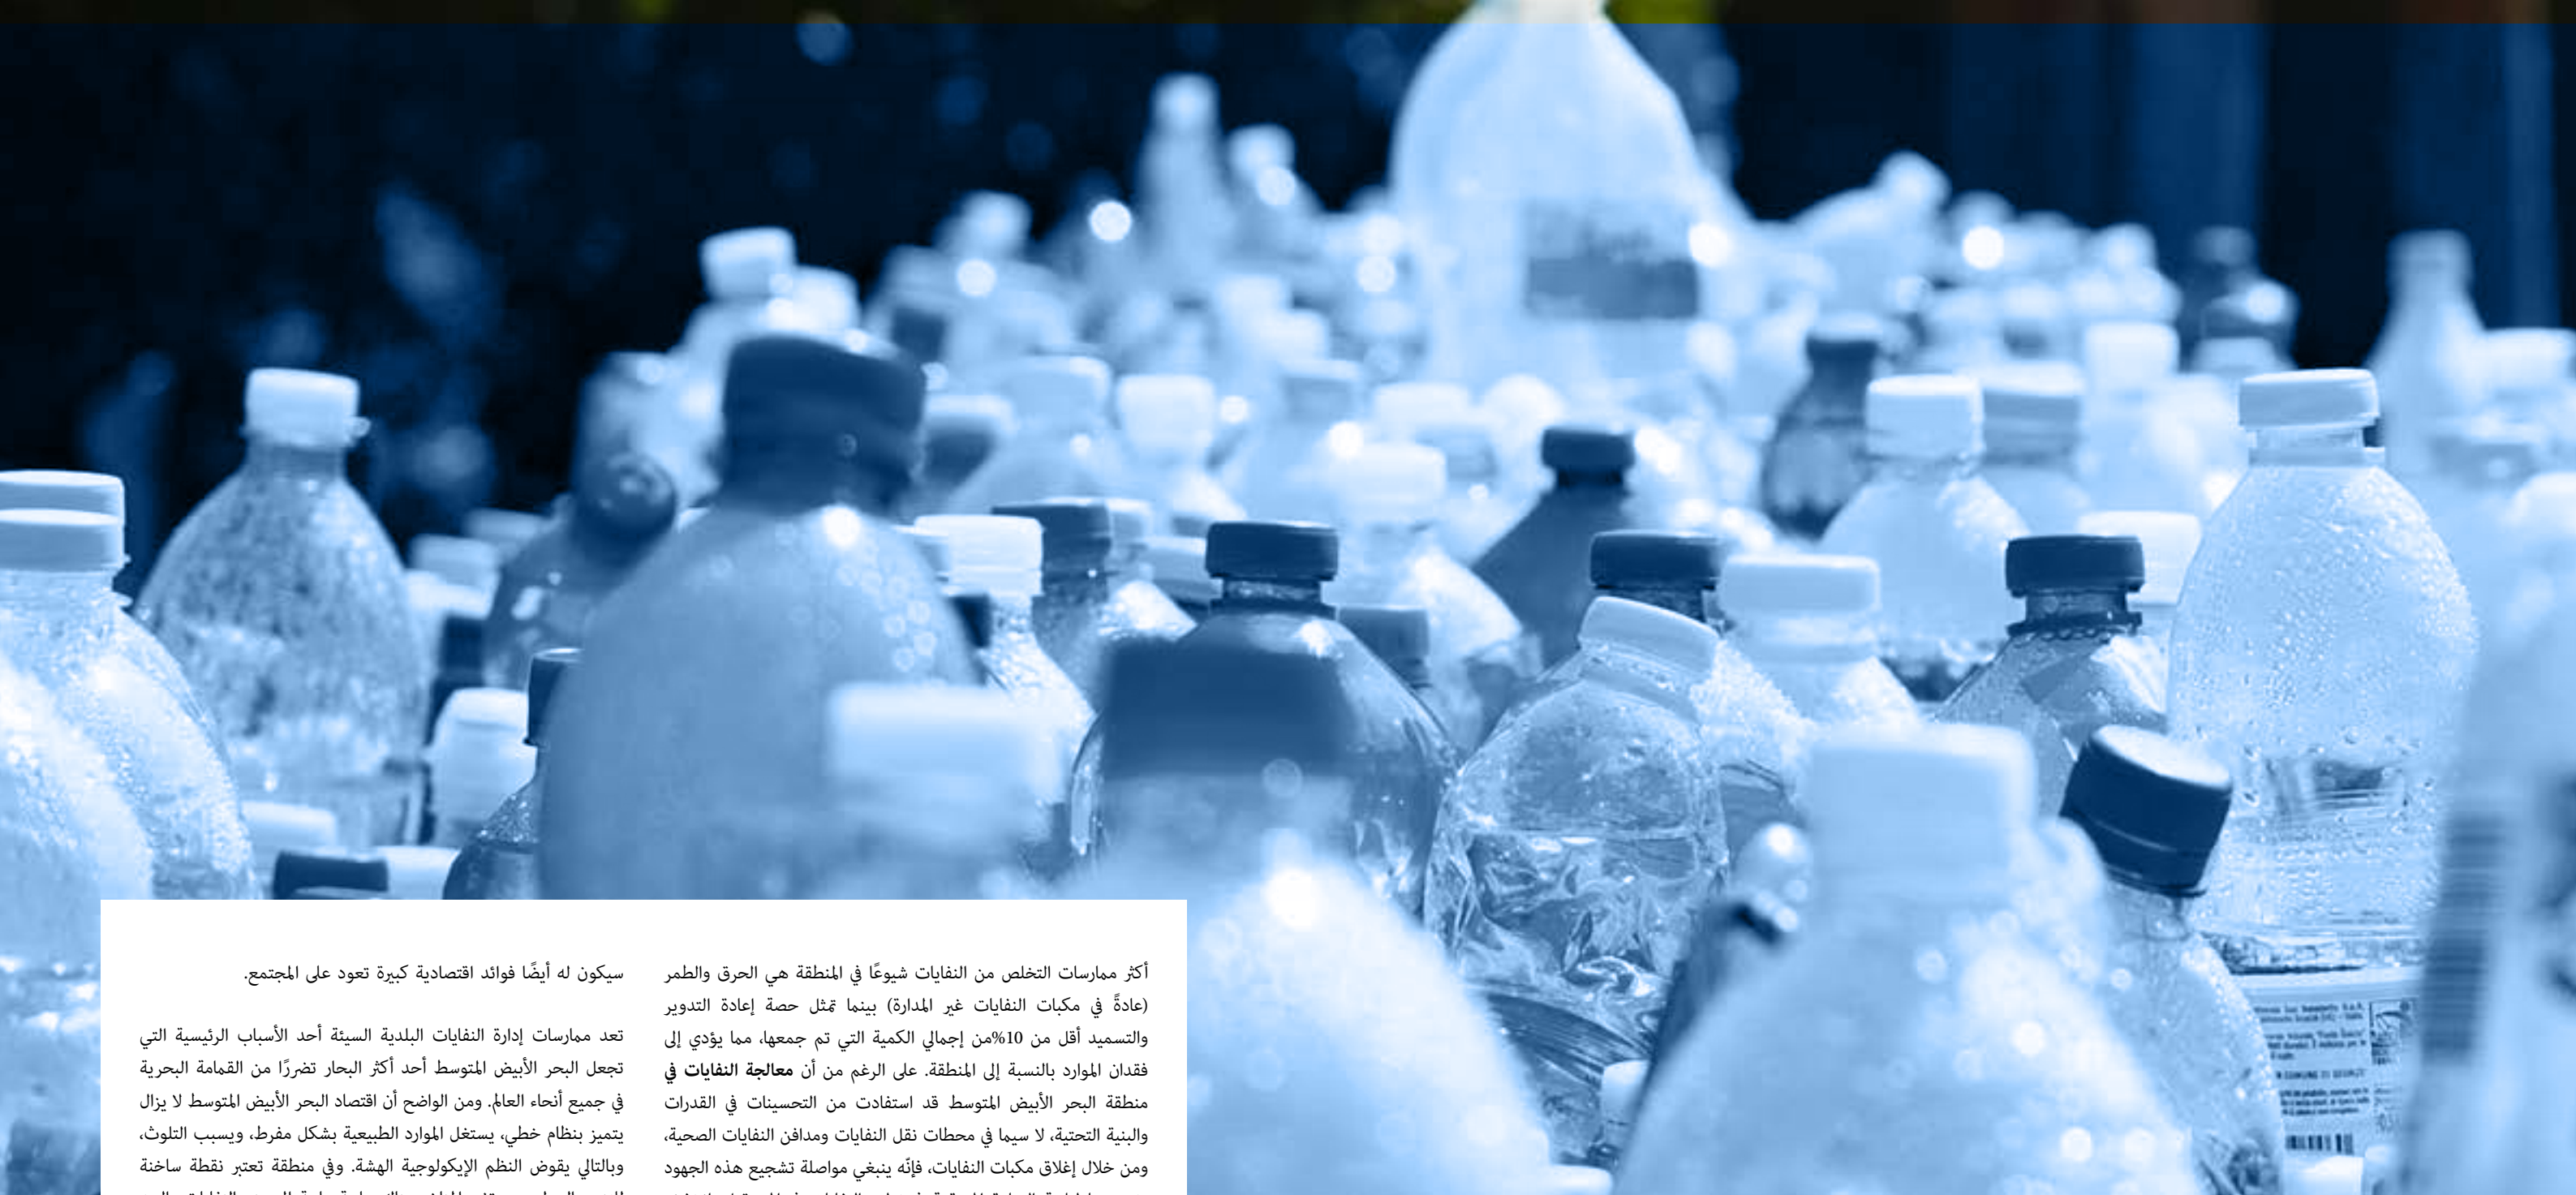 أكثر ممارسات التخلص من النفايات شيوعًا في المنطقة هي الحرق والطمر
(عادةً في مكبات النفايات غير المدارة) بينما تمثل حصة إعادة التدوير
والتسميد أقل من 10%من إجمالي الكمية التي تم جمعها، مما يؤدي إلى
فقدان الموارد بالنسبة إلى المنطقة. على الرغم من أن معالجة النفايات في
منطقة البحر الأبيض المتوسط قد استفادت من التحسينات في القدرات
والبنية التحتية، لا سيما في محطات نقل النفايات ومدافن النفايات الصحية،
ومن خلال إغلاق مكبات النفايات، فإنّه ينبغي مواصلة تشجيع هذه الجهود
سيكون له أيضًا فوائد اقتصادية كبيرة تعود على المجتمع.
تعد ممارسات إدارة النفايات البلدية السيئة أحد الأسباب الرئيسية التي
تجعل البحر الأبيض المتوسط أحد أكثر البحار تضررًا من القمامة البحرية
في جميع أنحاء العالم. ومن الواضح أن اقتصاد البحر الأبيض المتوسط لا يزال
يتميز بنظام خطي، يستغل الموارد الطبيعية بشكل مفرط، ويسبب التلوث،
وبالتالي يقوض النظم الإيكولوجية الهشة. وفي منطقة تعتبر نقطة ساخنة